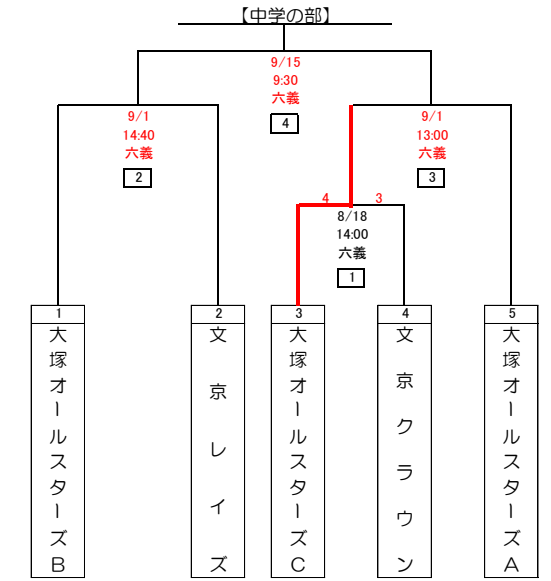 【中学の部】
9/15
9:30
六義
4
9/1
14:40
六義
2
9/1
13:00
六義
3
4
3
8/18
14:00
六義
1
1
大塚オールスターズB
2
文京レイズ
3
大塚オールスターズC
4
文京クラウン
5
大塚オールスターズA